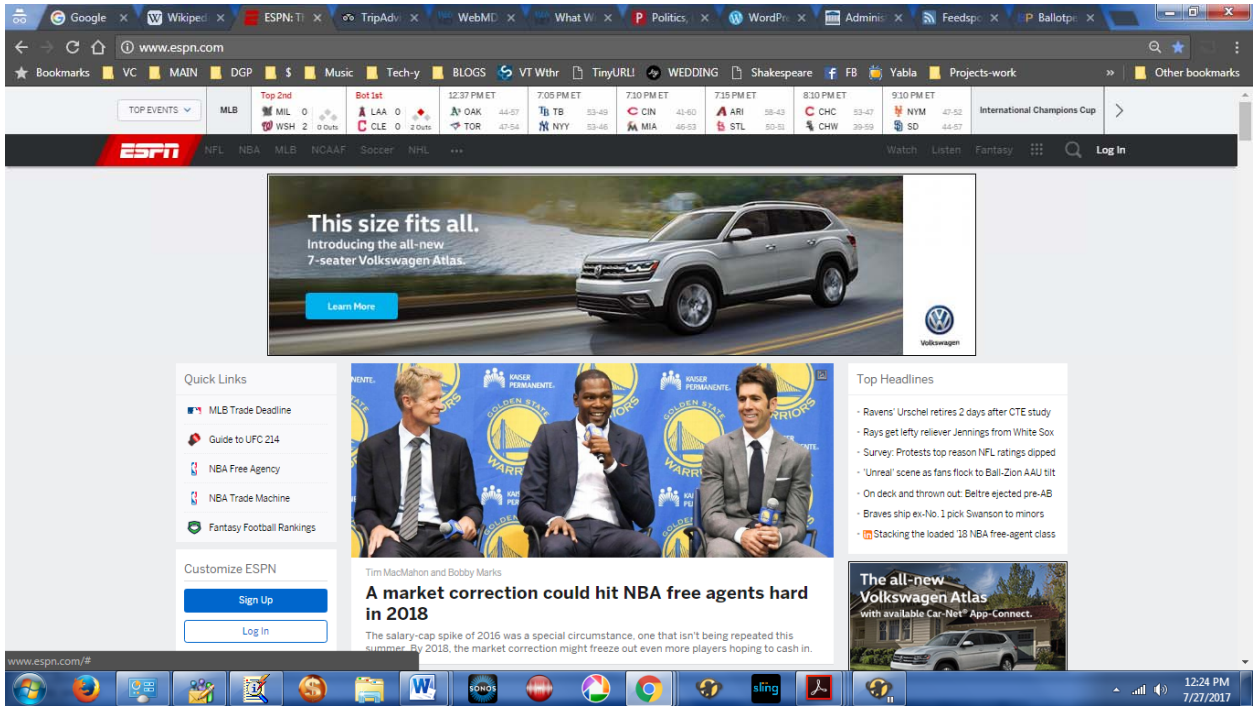 Google
Wikiped
ESPN: Th
TripAdvi
WebMD
What W
Politics,
WordPre
Adminis
Feedspo
Ballotpe
www.espn.com
Bookmarks VC MAIN DGP $ Music Tech-y BLOGS VT Wthr TinyURL! WEDDING Shakespeare FB Yabla Projects-work » Other bookmarks
TOP EVENTS
MLB
Top 2nd
MIL 0
WSH 2 0 Outs
Bot 1st
LAA 0
CLE 0 2 Outs
12:37 PM ET
OAK 44-57
TOR 47-54
7:05 PM ET
TB 53-49
NYY 53-46
7:10 PM ET
CIN 41-60
MIA 46-53
7:15 PM ET
ARI 58-43
STL 50-51
8:10 PM ET
CHC 53-47
CHW 39-59
9:10 PM ET
NYM 47-52
SD 44-57
International Champions Cup
ESPN NFL NBA MLB NCAAF Soccer NHL ••• Watch Listen Fantasy Log In
This size fits all.
Introducing the all-new
7-seater Volkswagen Atlas.
Learn More
Volkswagen
Quick Links
MLB Trade Deadline
Guide to UFC 214
NBA Free Agency
NBA Trade Machine
Fantasy Football Rankings
Customize ESPN
Sign Up
Log In
KAISER PERMANENTE.
GOLDEN STATE WARRIORS
Tim MacMahon and Bobby Marks
A market correction could hit NBA free agents hard
in 2018
The salary-cap spike of 2016 was a special circumstance, one that isn't being repeated this
summer. By 2018, the market correction might freeze out even more players hoping to cash in.
Top Headlines
Ravens' Urschel retires 2 days after CTE study
Rays get lefty reliever Jennings from White Sox
Survey: Protests top reason NFL ratings dipped
'Unreal' scene as fans flock to Ball-Zion AAU tilt
On deck and thrown out: Beltre ejected pre-AB
Braves ship ex-No. 1 pick Swanson to minors
Stacking the loaded '18 NBA free-agent class
The all-new
Volkswagen Atlas
with available Car-Net® App-Connect.
www.espn.com/#
SONOS
sling
12:24 PM
7/27/2017